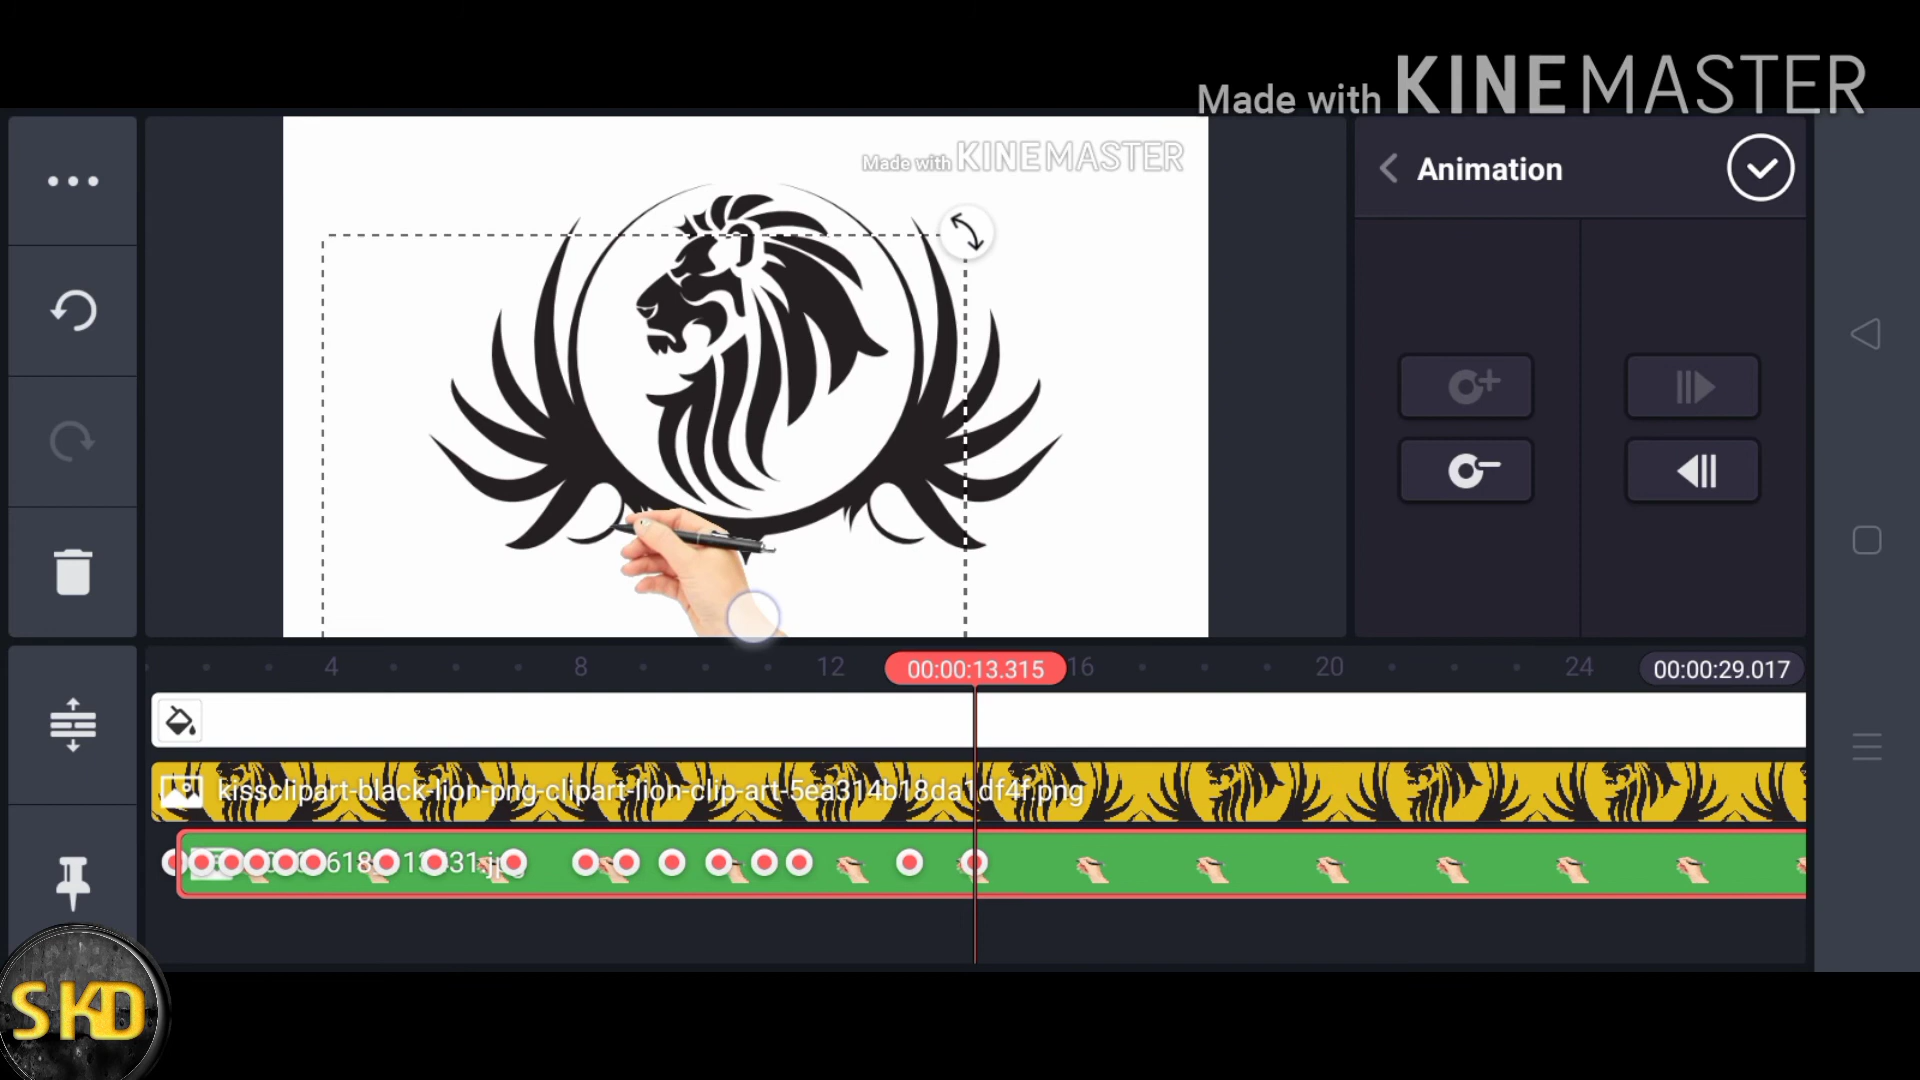 Made with KINEMASTER
Made with KINEMASTER
Animation
4
8
12
00:00:13.315
16
20
24
00:00:29.017
kissclipart-black-lion-png-clipart-lion-clip-art-5ea314b18da1df4f.png
SKD